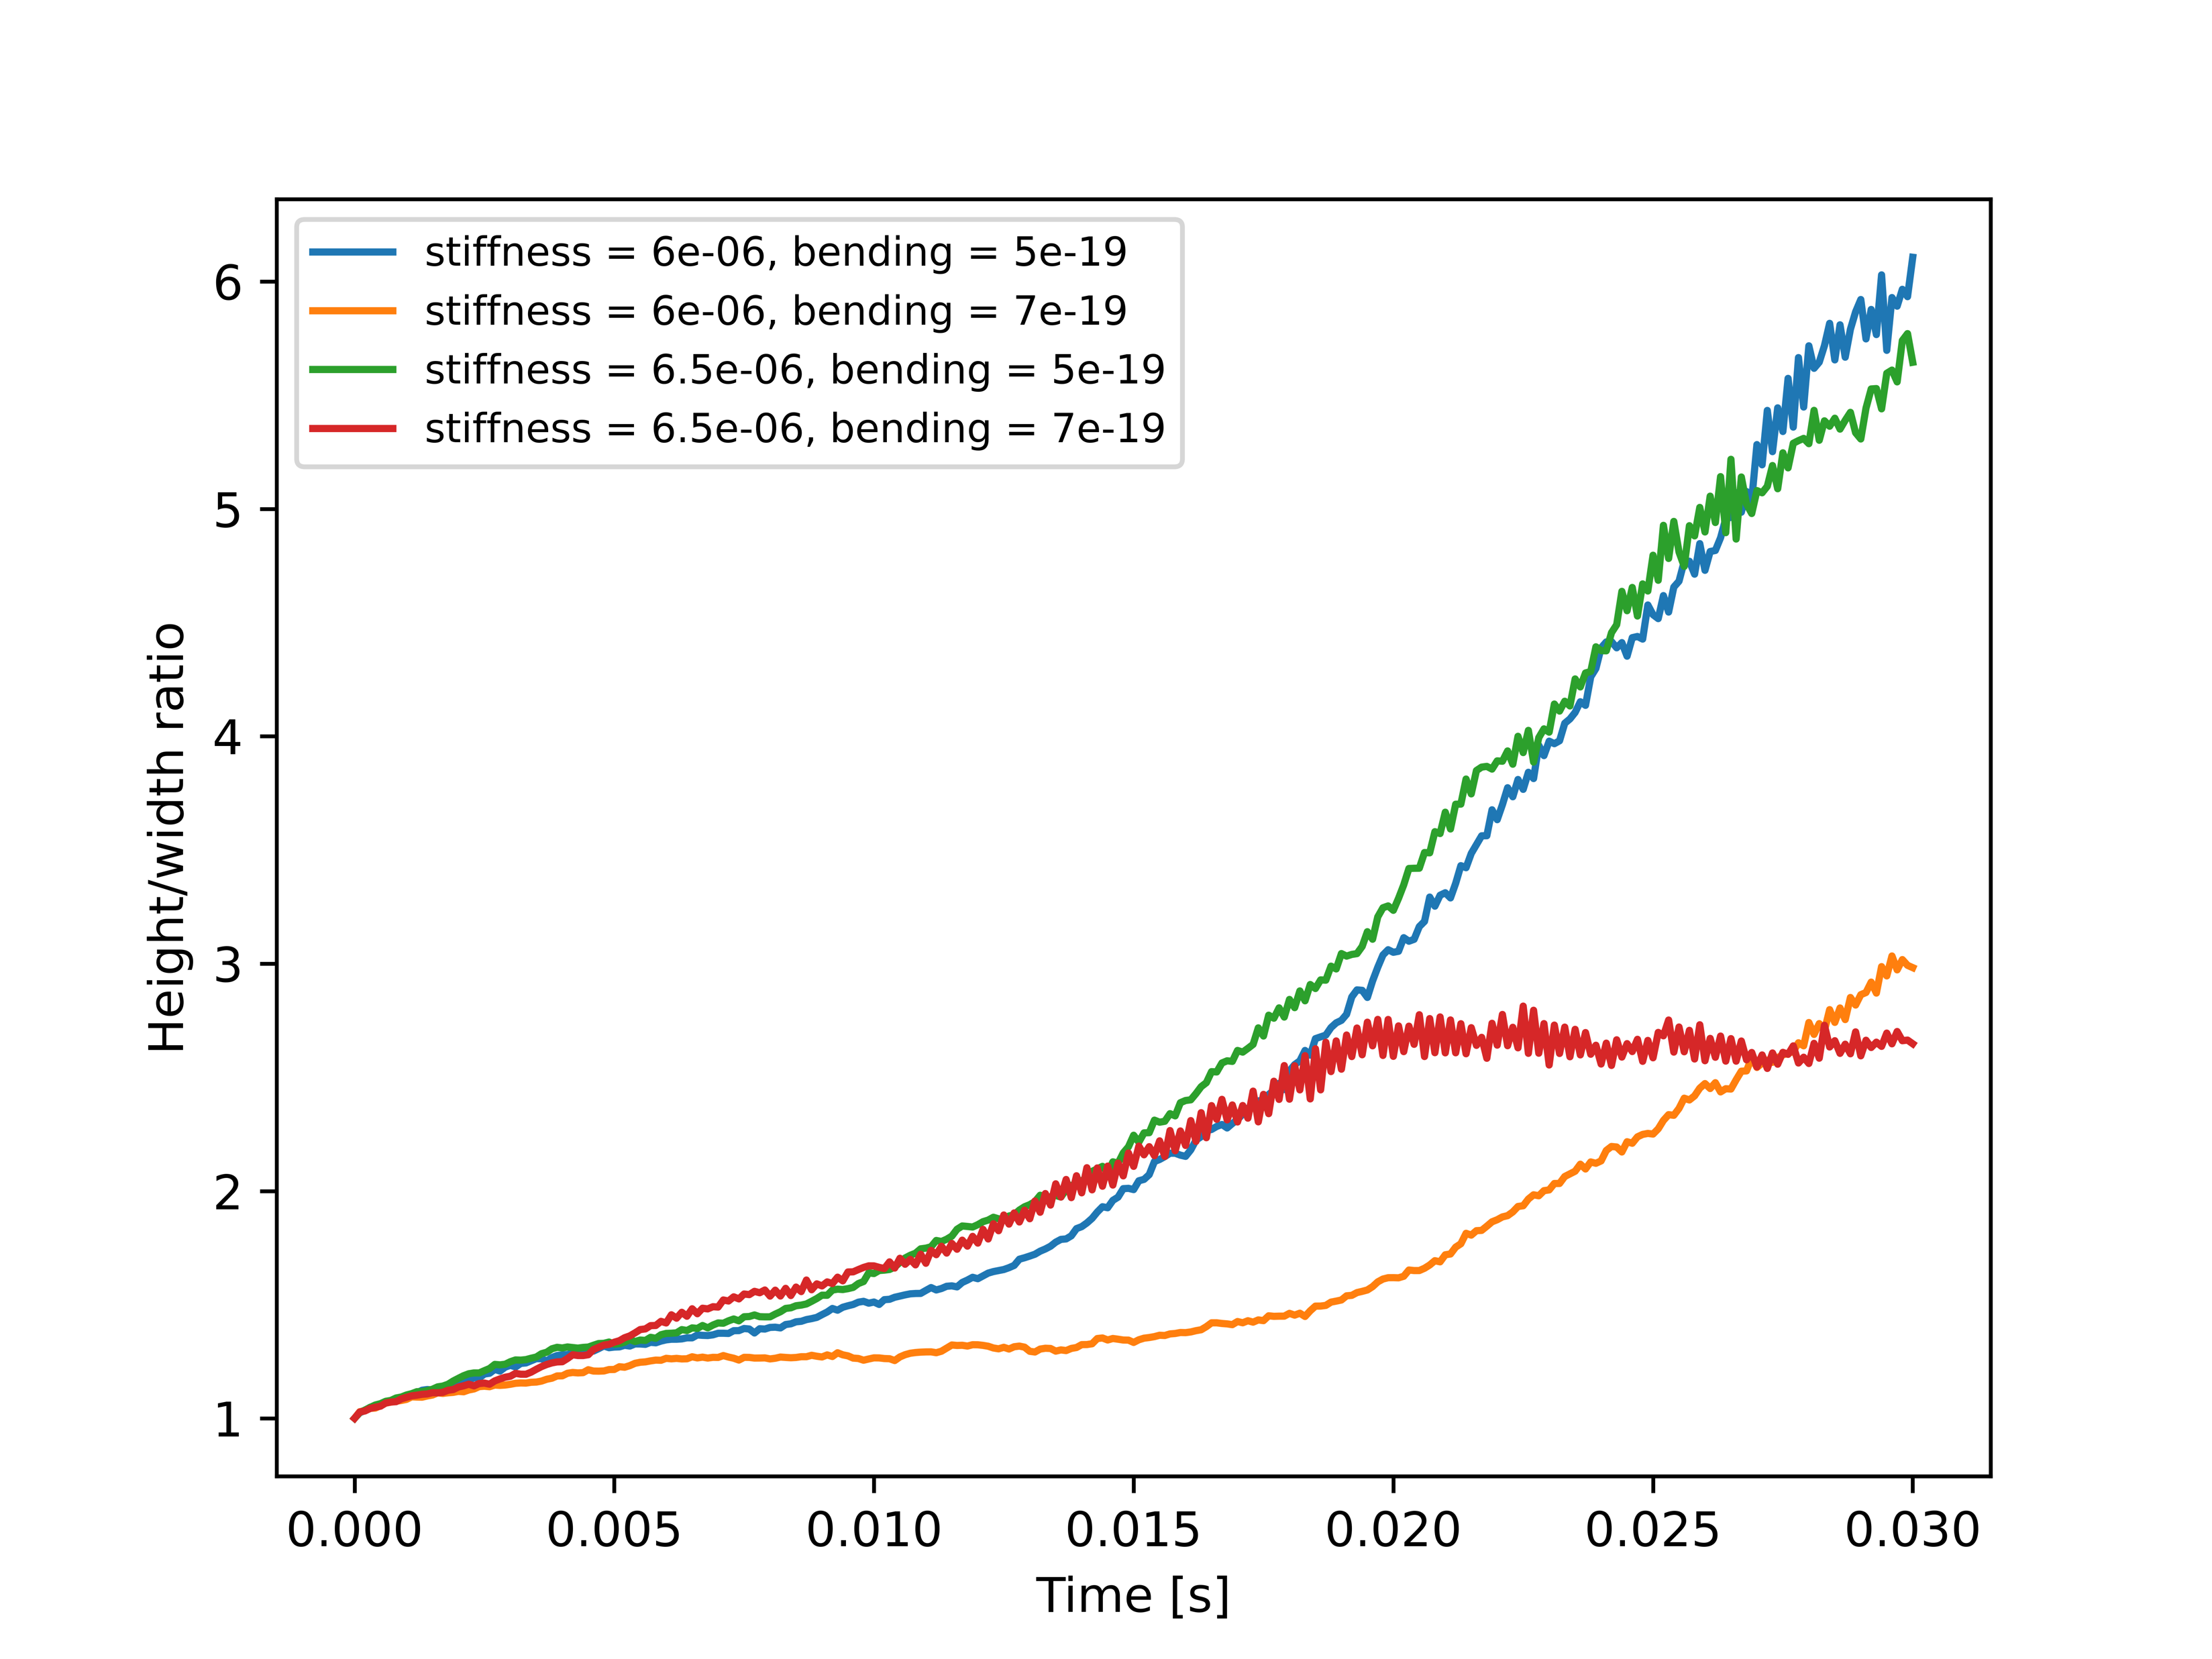 stiffness = 6e-06, bending = 5e-19
stiffness = 6e-06, bending = 7e-19
stiffness = 6.5e-06, bending = 5e-19
stiffness = 6.5e-06, bending = 7e-19
Height/width ratio
6
5
4
3
2
1
0.000 0.005 0.010 0.015 0.020 0.025 0.030
Time [s]